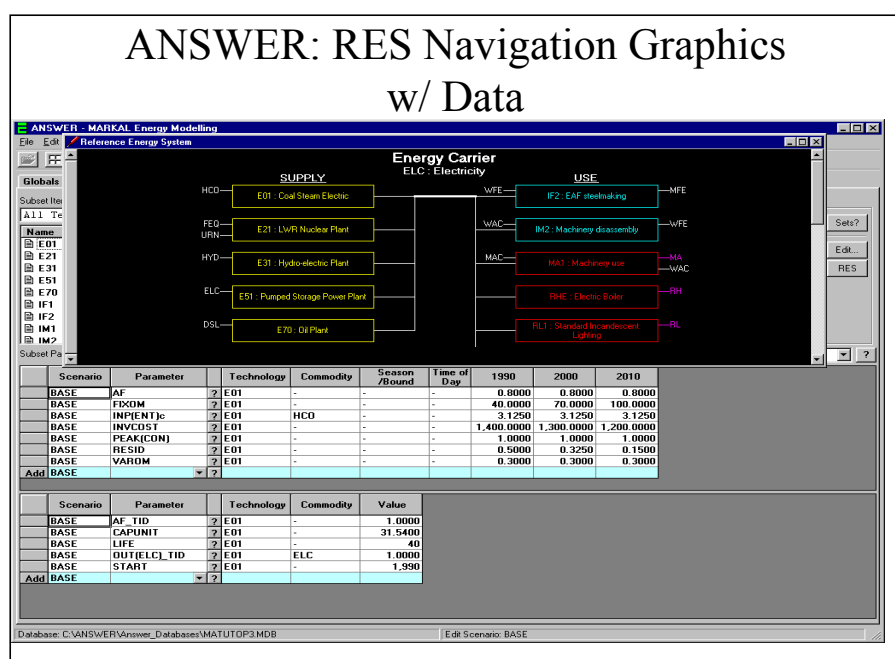 ANSWER: RES Navigation Graphics
w/ Data
ANSWER - MARKAL Energy Modelling
File Edit Reference Energy System
Energy Carrier
ELC : Electricity
SUPPLY USE
HCO E01 : Coal Steam Electric WFE IF2 : EAF steelmaking MFE
FEQ E21 : LWR Nuclear Plant WAC IM2 : Machinery disassembly WFE
URN
HYD E31 : Hydro-electric Plant MAC MA1 : Machinery use MA
WAC
ELC E51 : Pumped Storage Power Plant RHE : Electric Boiler RH
DSL E70 : Oil Plant RL1 : Standard Incandescent Lighting RL
Globals
Subset Ite
All Te
Name
E01
E21
E31
E51
E70
IF1
IF2
IM1
IM2
Sets?
Edit...
RES
Subset Pa ?
Scenario Parameter Technology Commodity Season /Bound Time of Day 1990 2000 2010
BASE AF ? E01 - - - 0.8000 0.8000 0.8000
BASE FIXOM ? E01 - - - 40.0000 70.0000 100.0000
BASE INP(ENT)c ? E01 HCO - - 3.1250 3.1250 3.1250
BASE INVCOST ? E01 - - - 1,400.0000 1,300.0000 1,200.0000
BASE PEAK(CON) ? E01 - - - 1.0000 1.0000 1.0000
BASE RESID ? E01 - - - 0.5000 0.3250 0.1500
BASE VAROM ? E01 - - - 0.3000 0.3000 0.3000
Add BASE ?
Scenario Parameter Technology Commodity Value
BASE AF_TID ? E01 - 1.0000
BASE CAPUNIT ? E01 - 31.5400
BASE LIFE ? E01 - 40
BASE OUT(ELC)_TID ? E01 ELC 1.0000
BASE START ? E01 - 1,990
Add BASE ?
Database: C:\ANSWER\Answer_Databases\MATUTOP3.MDB Edit Scenario: BASE